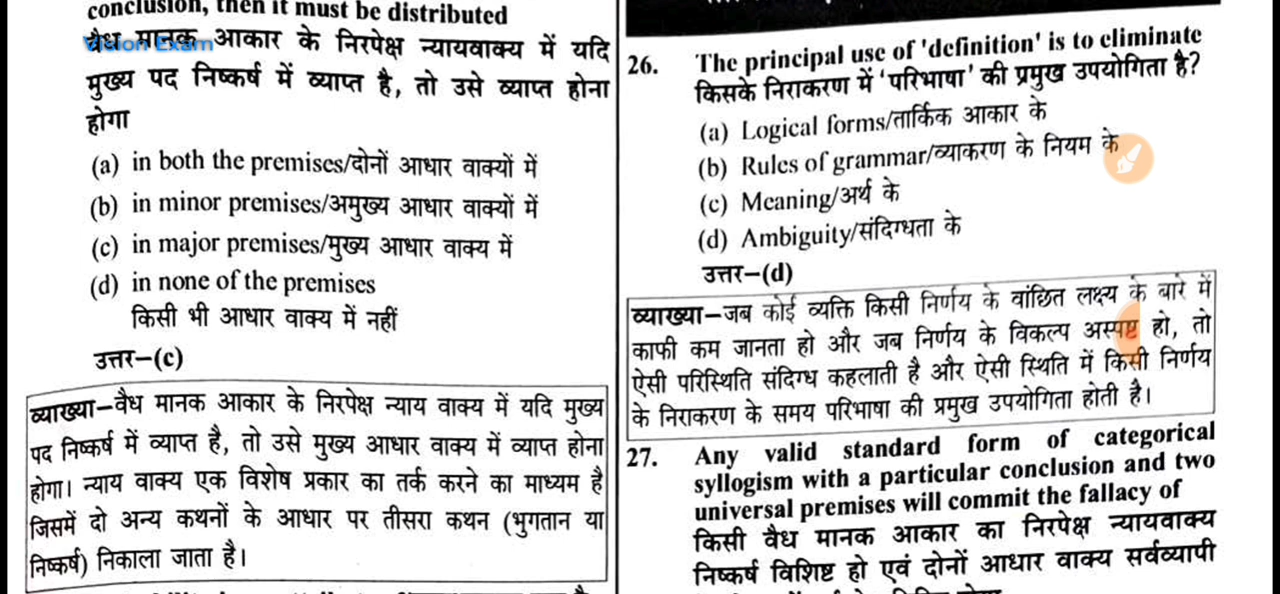 conclusion, then it must be distributed
Vision Exam
वैध मानक आकार के निरपेक्ष न्यायवाक्य में यदि
मुख्य पद निष्कर्ष में व्याप्त है, तो उसे व्याप्त होना
होगा
(a) in both the premises/दोनों आधार वाक्यों में
(b) in minor premises/अमुख्य आधार वाक्यों में
(c) in major premises/मुख्य आधार वाक्य में
(d) in none of the premises
किसी भी आधार वाक्य में नहीं
उत्तर–(c)
व्याख्या–वैध मानक आकार के निरपेक्ष न्याय वाक्य में यदि मुख्य
पद निष्कर्ष में व्याप्त है, तो उसे मुख्य आधार वाक्य में व्याप्त होना
होगा। न्याय वाक्य एक विशेष प्रकार का तर्क करने का माध्यम है
जिसमें दो अन्य कथनों के आधार पर तीसरा कथन (भुगतान या
निष्कर्ष) निकाला जाता है।
26. The principal use of 'definition' is to eliminate
किसके निराकरण में 'परिभाषा' की प्रमुख उपयोगिता है?
(a) Logical forms/तार्किक आकार के
(b) Rules of grammar/व्याकरण के नियम के
(c) Meaning/अर्थ के
(d) Ambiguity/संदिग्धता के
उत्तर–(d)
व्याख्या–जब कोई व्यक्ति किसी निर्णय के वांछित लक्ष्य के बारे में
काफी कम जानता हो और जब निर्णय के विकल्प अस्पष्ट हो, तो
ऐसी परिस्थिति संदिग्ध कहलाती है और ऐसी स्थिति में किसी निर्णय
के निराकरण के समय परिभाषा की प्रमुख उपयोगिता होती है।
27. Any valid standard form of categorical
syllogism with a particular conclusion and two
universal premises will commit the fallacy of
किसी वैध मानक आकार का निरपेक्ष न्यायवाक्य
निष्कर्ष विशिष्ट हो एवं दोनों आधार वाक्य सर्वव्यापी